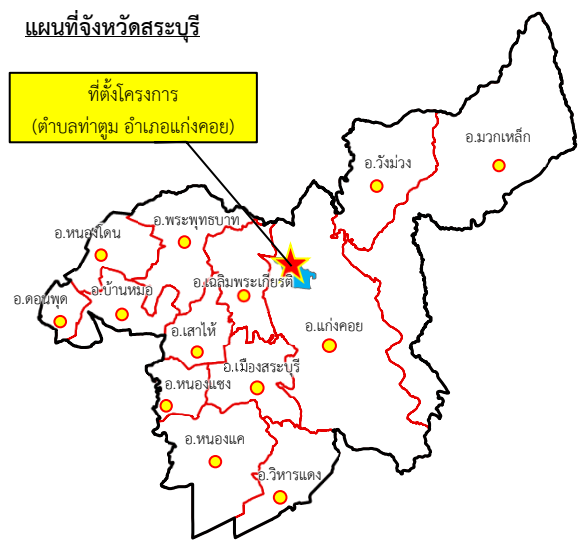 แผนที่จังหวัดสระบุรี
ที่ตั้งโครงการ
(ตำบลท่าตูม อำเภอแก่งคอย)
อ.มวกเหล็ก
อ.วังม่วง
อ.พระพุทธบาท
อ.หนองโดน
อ.เฉลิมพระเกียรติ
อ.บ้านหมอ
อ.ดอนพุด
อ.เสาไห้
อ.แก่งคอย
อ.เมืองสระบุรี
อ.หนองแซง
อ.หนองแค
อ.วิหารแดง